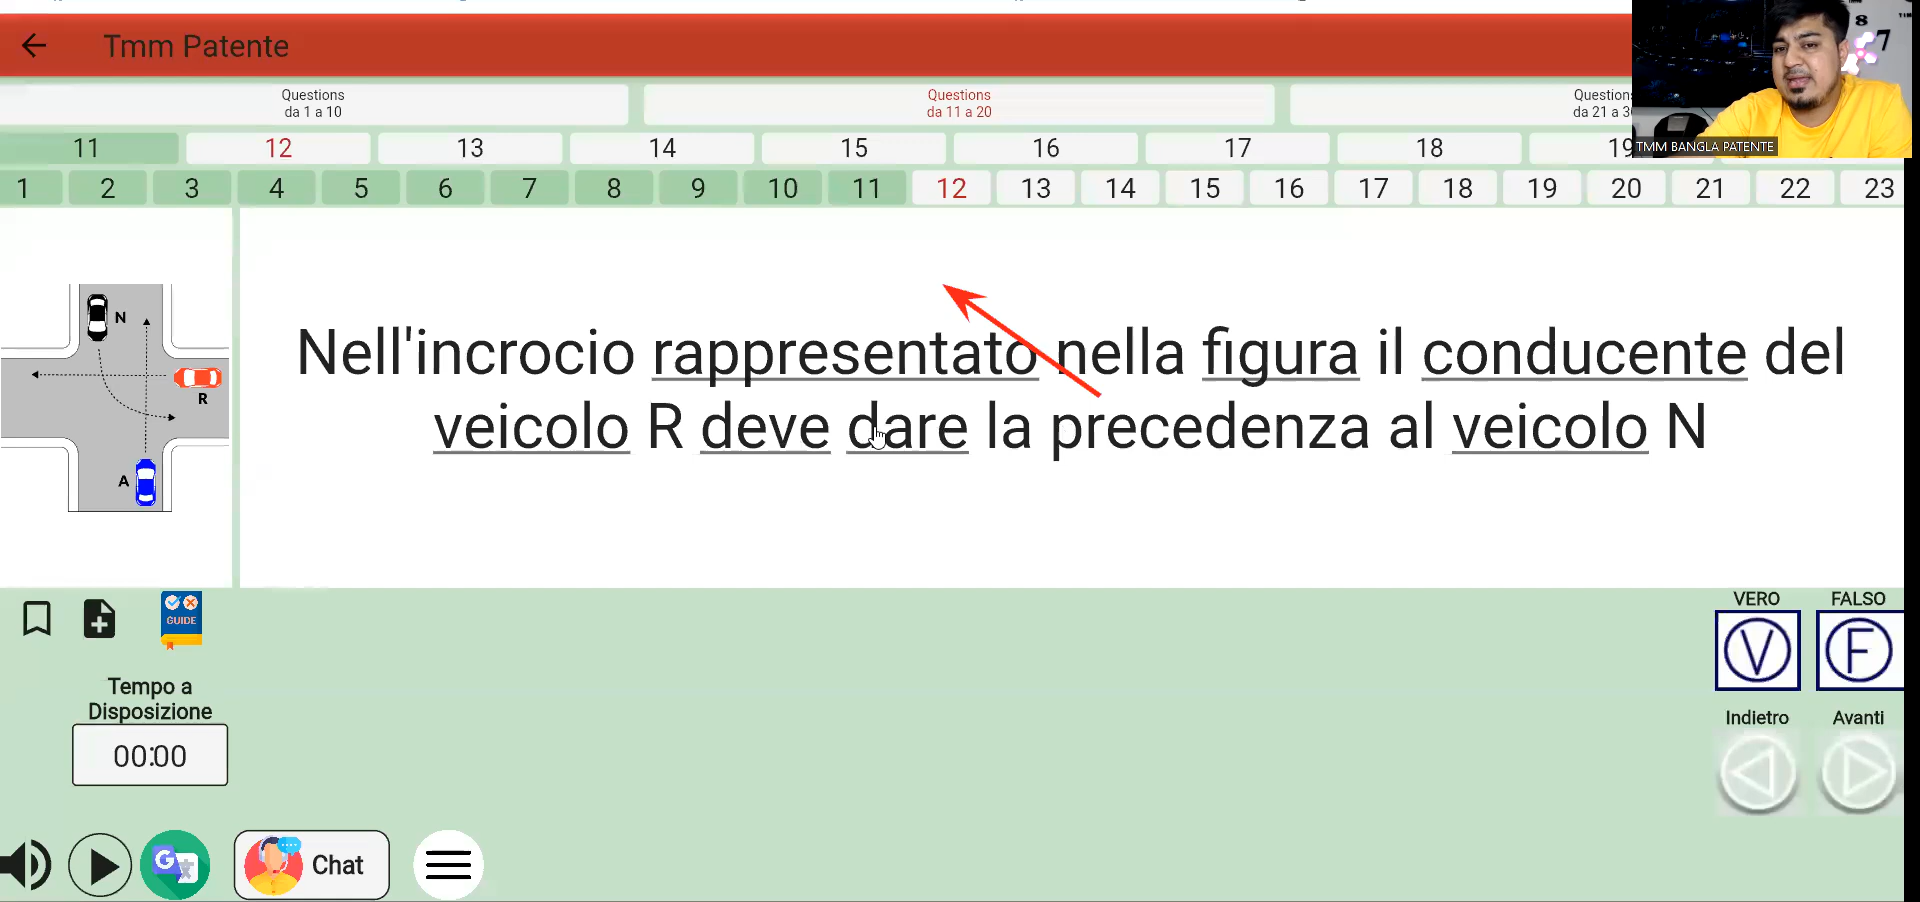 Tmm Patente
Questions
da 1 a 10
Questions
da 11 a 20
Questions
da 21 a
8
7
TMM BANGLA PATENTE
11 12 13 14 15 16 17 18 19
1 2 3 4 5 6 7 8 9 10 11 12 13 14 15 16 17 18 19 20 21 22 23
N
R
A
Nell'incrocio rappresentato nella figura il conducente del
veicolo R deve dare la precedenza al veicolo N
GUIDE
VERO FALSO
V F
Tempo a
Disposizione
00:00
Indietro Avanti
G
Chat